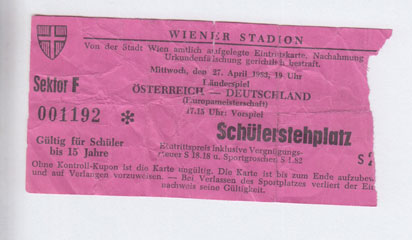 WIENER STADION
Von der Stadt Wien amtlich aufgelegte Eintrittskarte. Nachahmung
Urkundenfälschung gerichtlich bestraft.
Mittwoch, den 27. April 1983, 19 Uhr
Sektor F
Länderspiel
ÖSTERREICH — DEUTSCHLAND
(Europameisterschaft)
001192 *
17.15 Uhr: Vorspiel
Schülerstehplatz
Gültig für Schüler
bis 15 Jahre
Eintrittspreis inklusive Vergnügungs-
steuer S 18.18 u. Sportgroschen S 1.82
S
Ohne Kontroll-Kupon ist die Karte ungültig. Die Karte ist bis zum Ende aufzubew
und auf Verlangen vorzuweisen. — Bei Verlassen des Sportplatzes verliert der Ein
nachweis seine Gültigkeit.